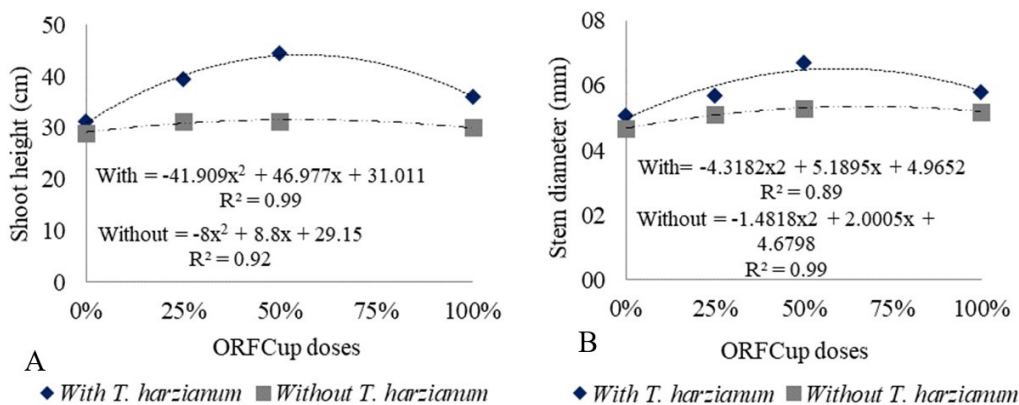 50
40
30
20
10
0
Shoot height (cm)
With = -41.909x² + 46.977x + 31.011
R² = 0.99
Without = -8x² + 8.8x + 29.15
R² = 0.92
0% 25% 50% 75% 100%
ORFCup doses
A
With T. harzianum Without T. harzianum
08
06
04
02
00
Stem diameter (mm)
With= -4.3182x2 + 5.1895x + 4.9652
R² = 0.89
Without = -1.4818x2 + 2.0005x +
4.6798
R² = 0.99
0% 25% 50% 75% 100%
ORFCup doses
B
With T. harzianum Without T. harzianum